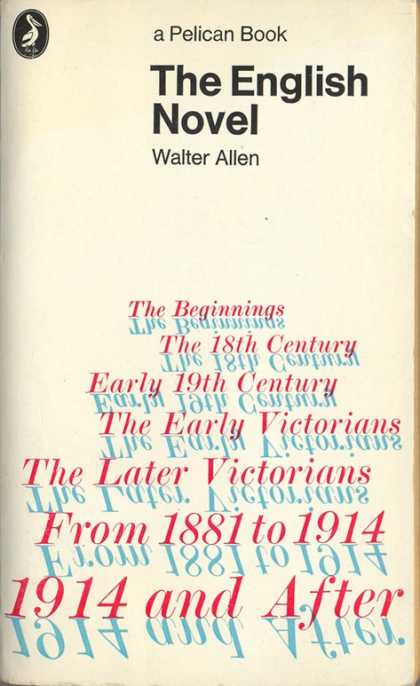 a Pelican Book
The English
Novel
Walter Allen
The Beginnings
The 18th Century
Early 19th Century
The Early Victorians
The Later Victorians
From 1881 to 1914
1914 and After